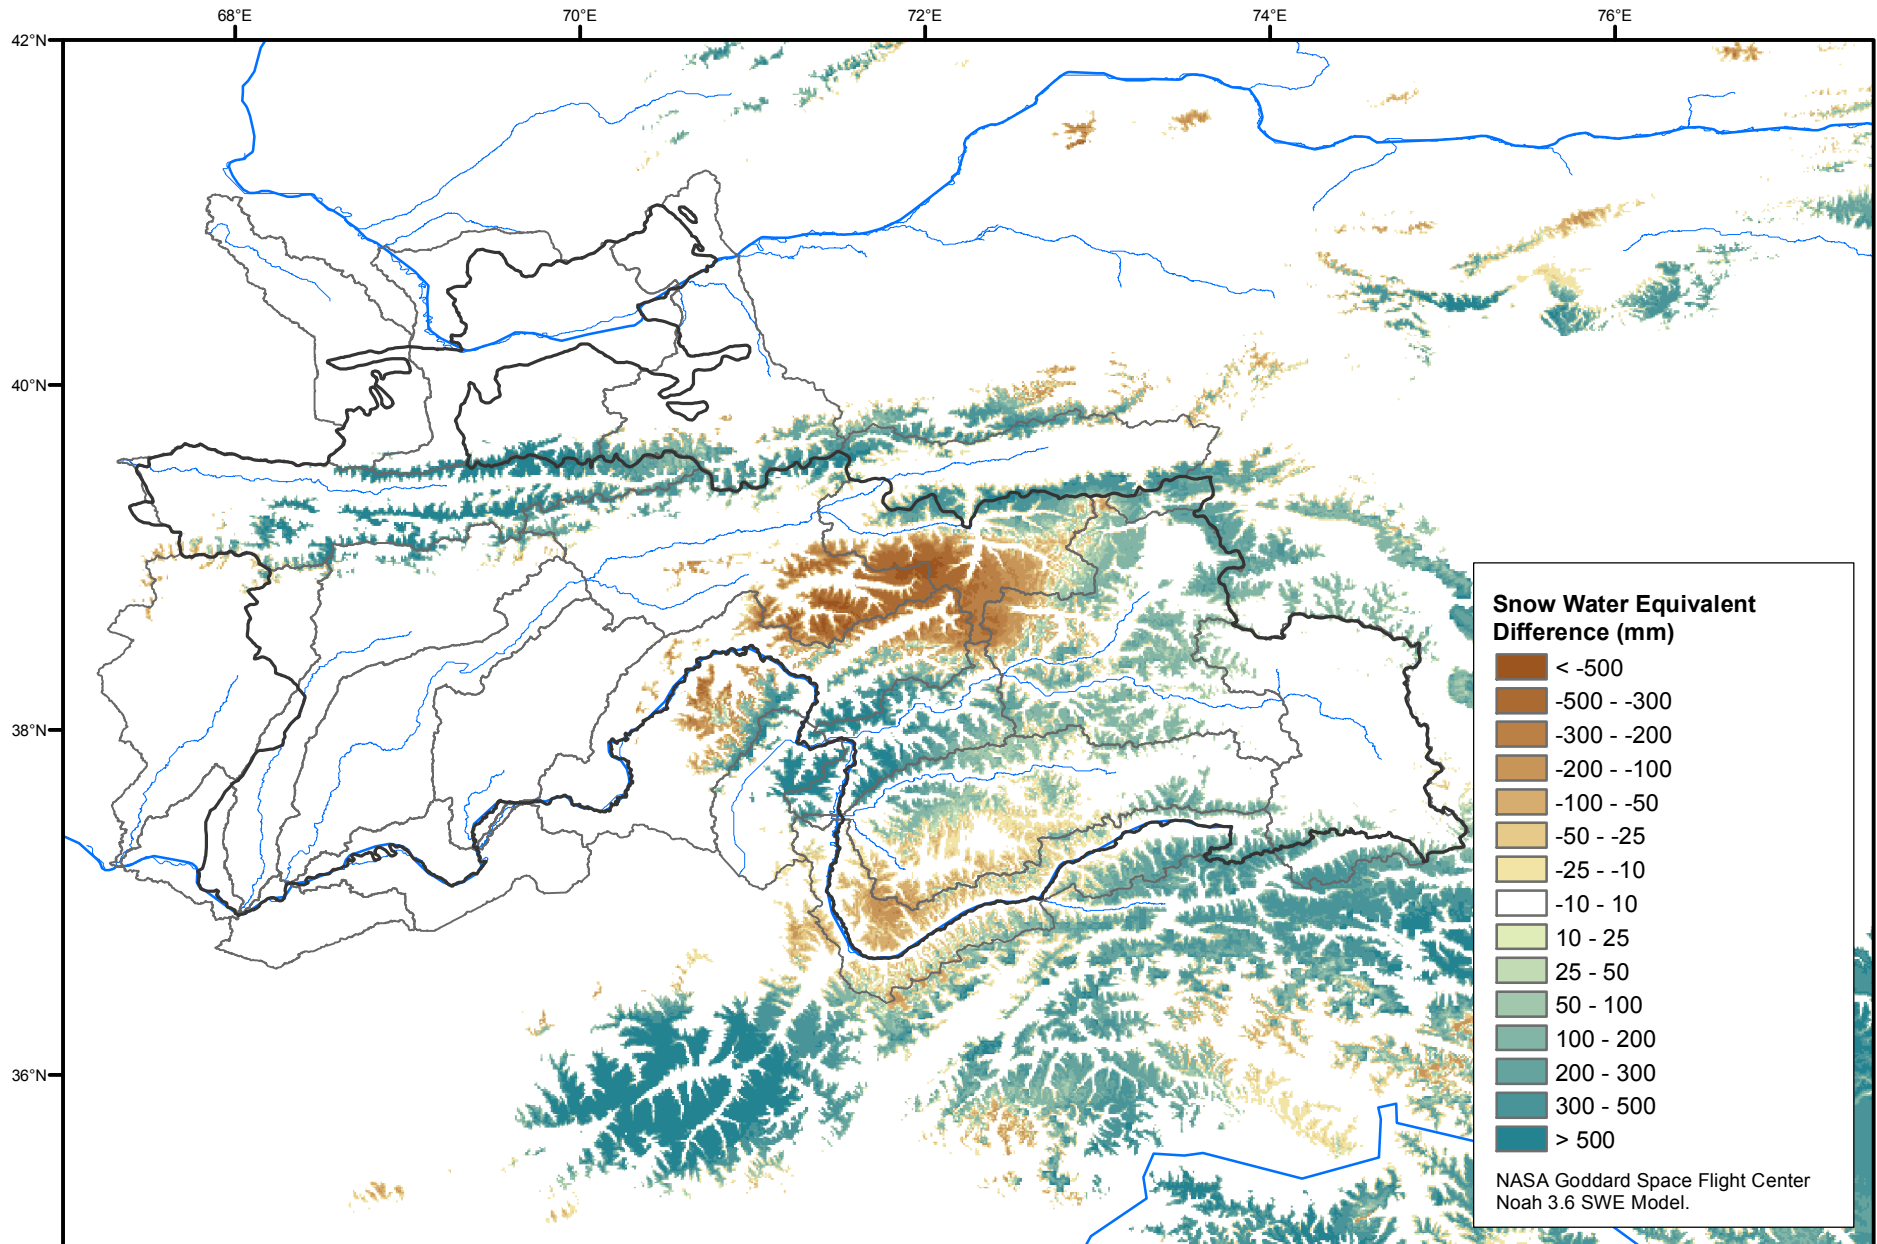 68°E
70°E
72°E
74°E
76°E
42°N
40°N
38°N
36°N
Snow Water Equivalent
Difference (mm)
< -500
-500 - -300
-300 - -200
-200 - -100
-100 - -50
-50 - -25
-25 - -10
-10 - 10
10 - 25
25 - 50
50 - 100
100 - 200
200 - 300
300 - 500
> 500
NASA Goddard Space Flight Center
Noah 3.6 SWE Model.